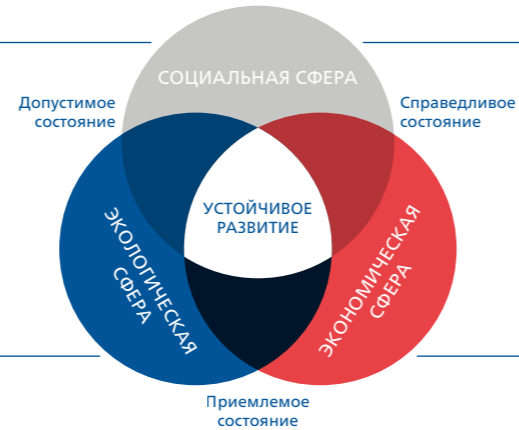 СОЦИАЛЬНАЯ СФЕРА
Допустимое
состояние
Справедливое
состояние
УСТОЙЧИВОЕ
РАЗВИТИЕ
ЭКОЛОГИЧЕСКАЯ
СФЕРА
ЭКОНОМИЧЕСКАЯ
СФЕРА
Приемлемое
состояние